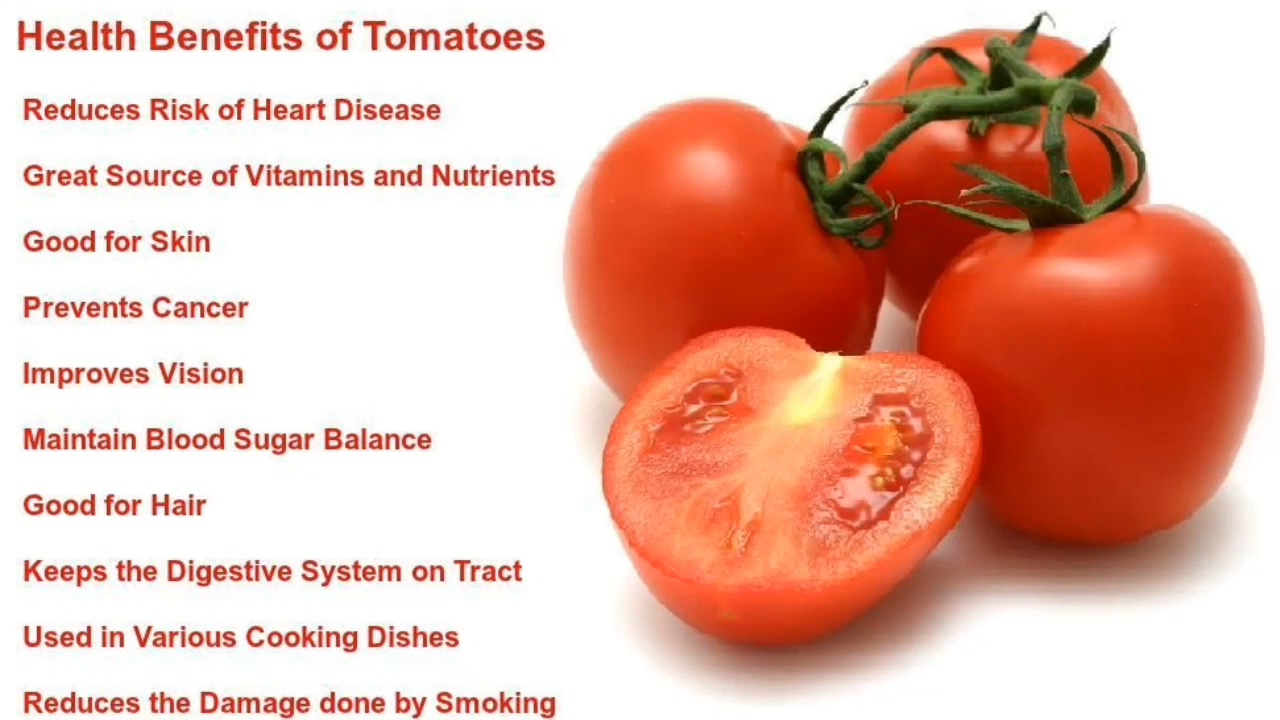 Health Benefits of Tomatoes
Reduces Risk of Heart Disease
Great Source of Vitamins and Nutrients
Good for Skin
Prevents Cancer
Improves Vision
Maintain Blood Sugar Balance
Good for Hair
Keeps the Digestive System on Tract
Used in Various Cooking Dishes
Reduces the Damage done by Smoking